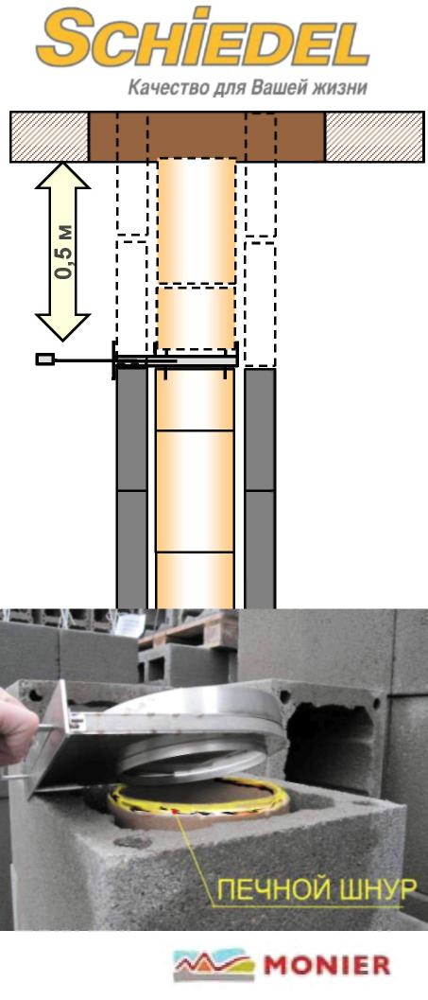 SCHIEDEL
Качество для Вашей жизни
0,5 м
ПЕЧНОЙ ШНУР
MONIER